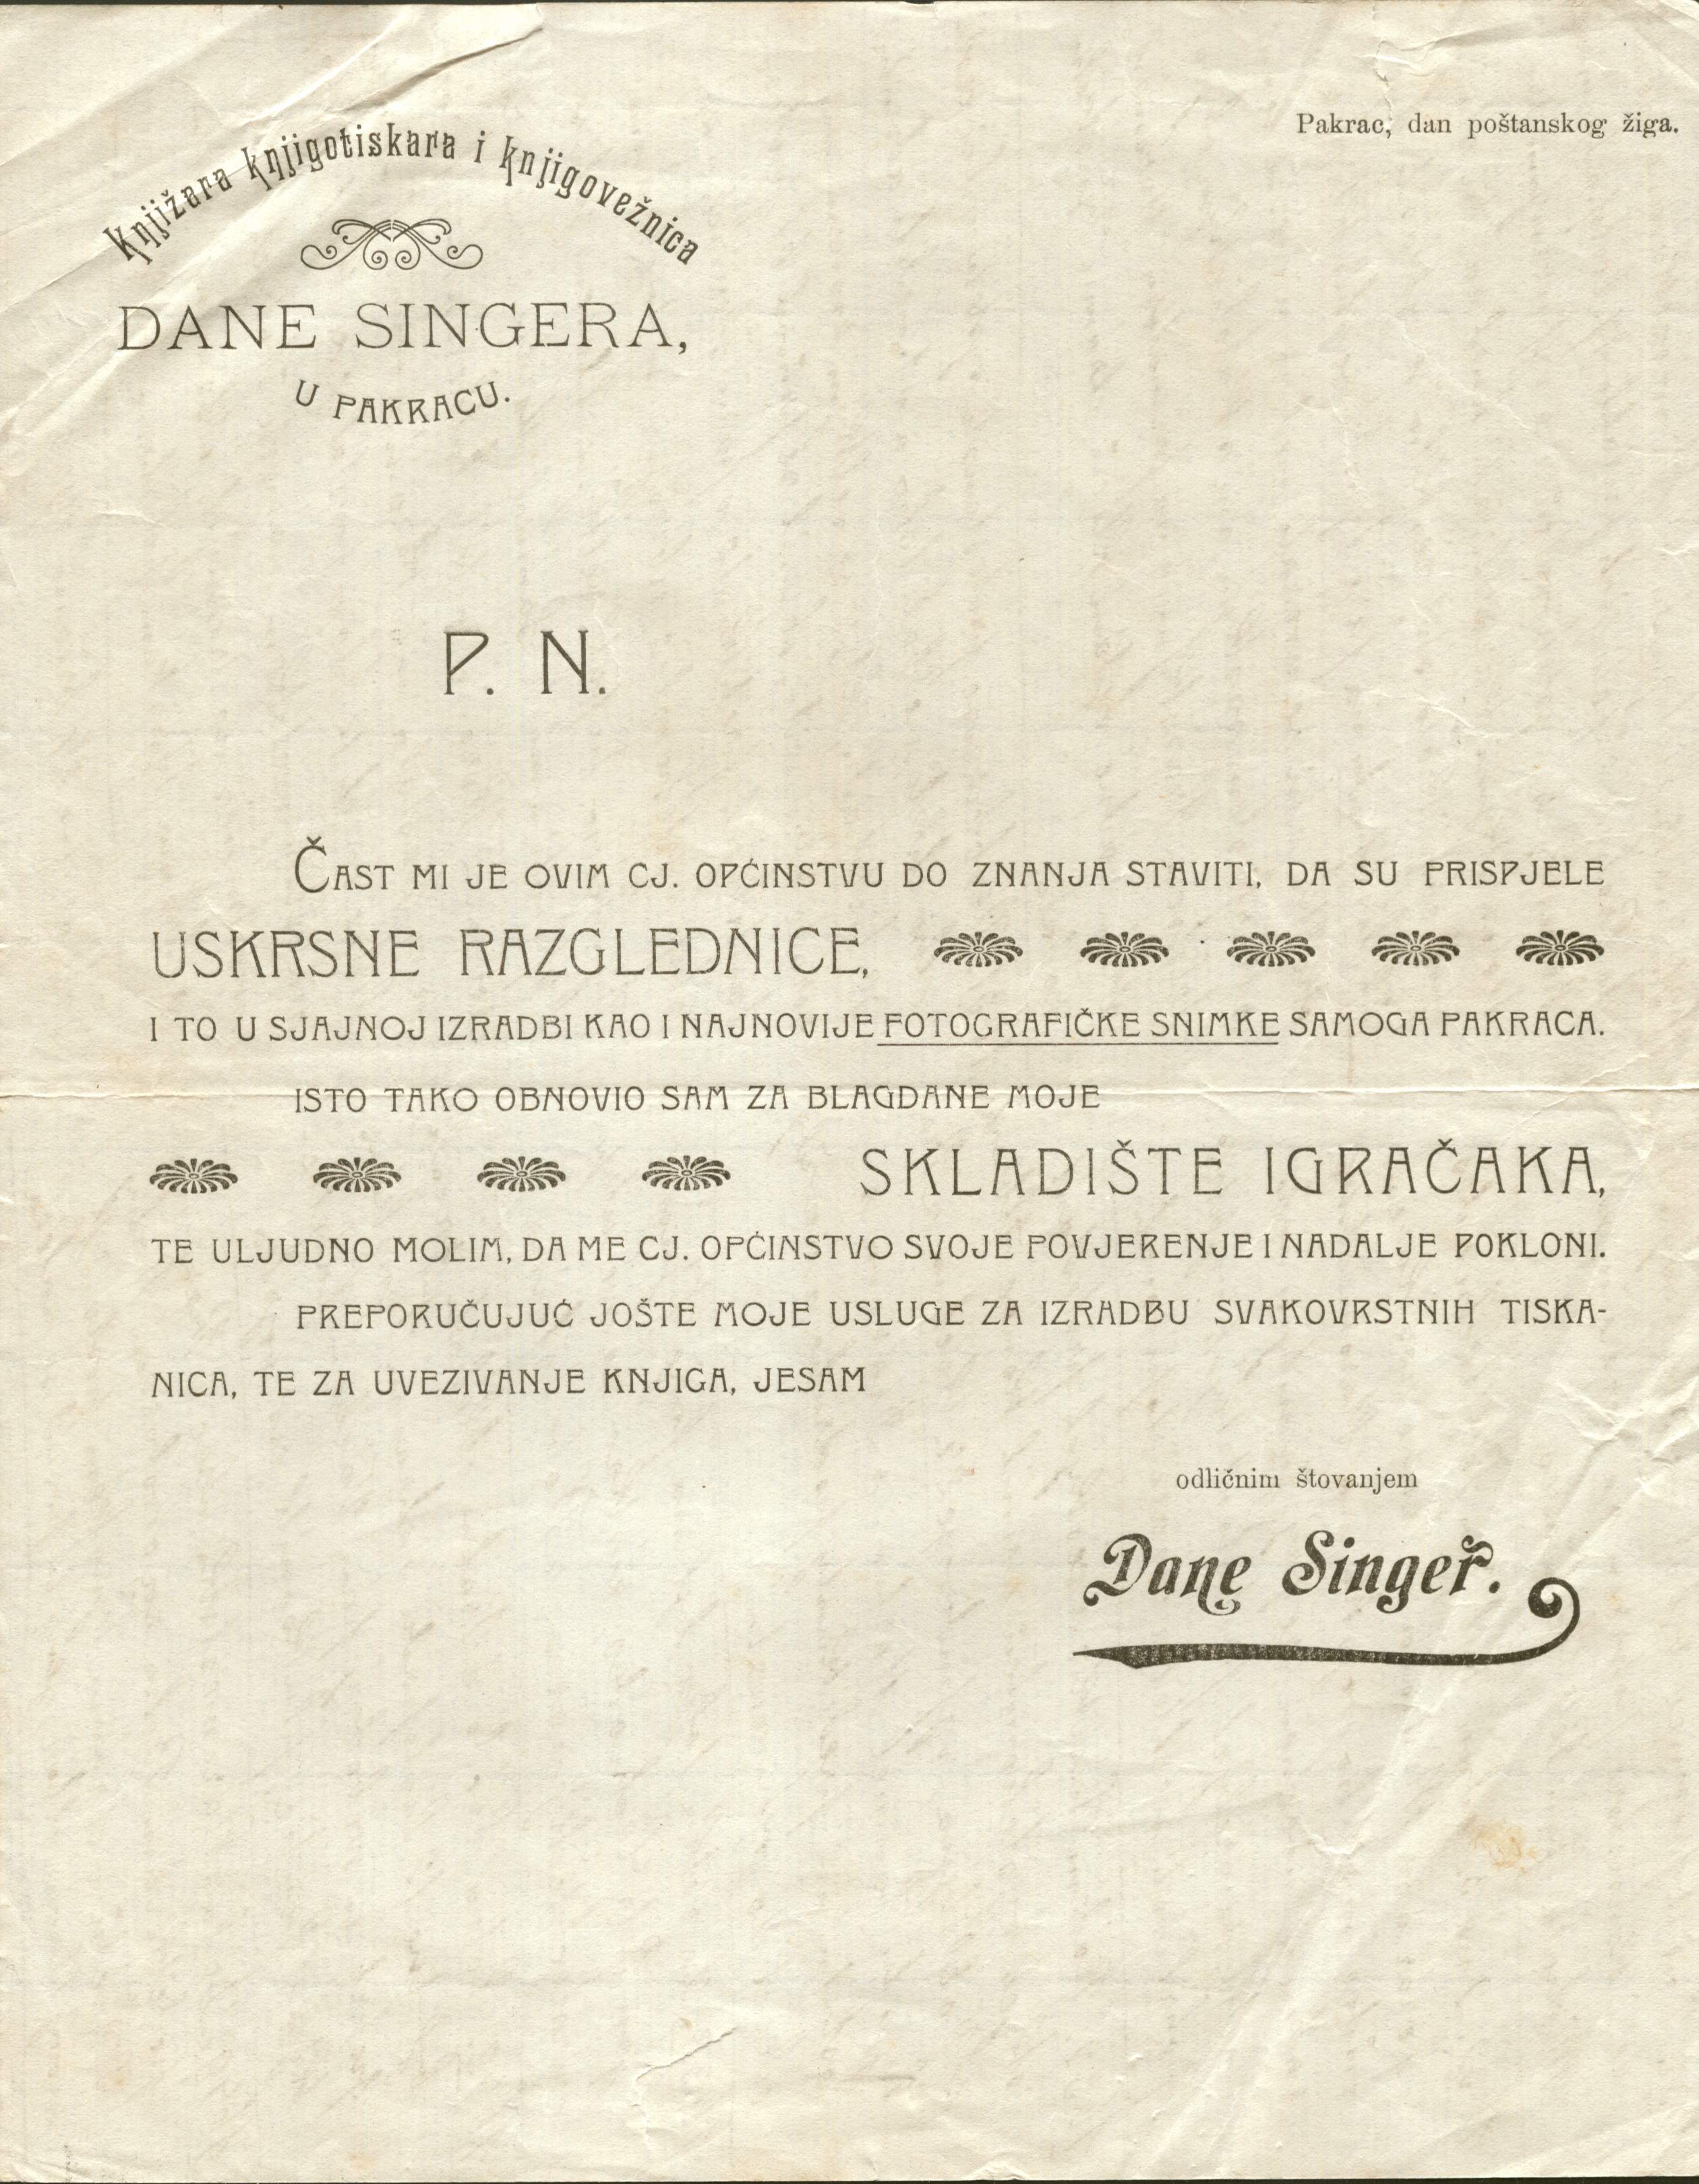 Pakrac, dan poštanskog žiga.
Knjižara knjigotiskara i knjigovežnica
DANE SINGERA,
U PAKRACU.
P. N.
ČAST MI JE OVIM CJ. OPĆINSTVU DO ZNANJA STAVITI, DA SU PRISPJELE
USKRSNE RAZGLEDNICE,
I TO U SJAJNOJ IZRADBI KAO I NAJNOVIJE FOTOGRAFIČKE SNIMKE SAMOGA PAKRACA.
ISTO TAKO OBNOVIO SAM ZA BLAGDANE MOJE
SKLADIŠTE IGRAČAKA,
TE ULJUDNO MOLIM, DA ME CJ. OPĆINSTVO SVOJE POVJERENJE I NADALJE POKLONI.
PREPORUČUJUĆ JOŠTE MOJE USLUGE ZA IZRADBU SVAKOVRSTNIH TISKA-
NICA, TE ZA UVEZIVANJE KNJIGA, JESAM
odličnim štovanjem
Dane Singer.